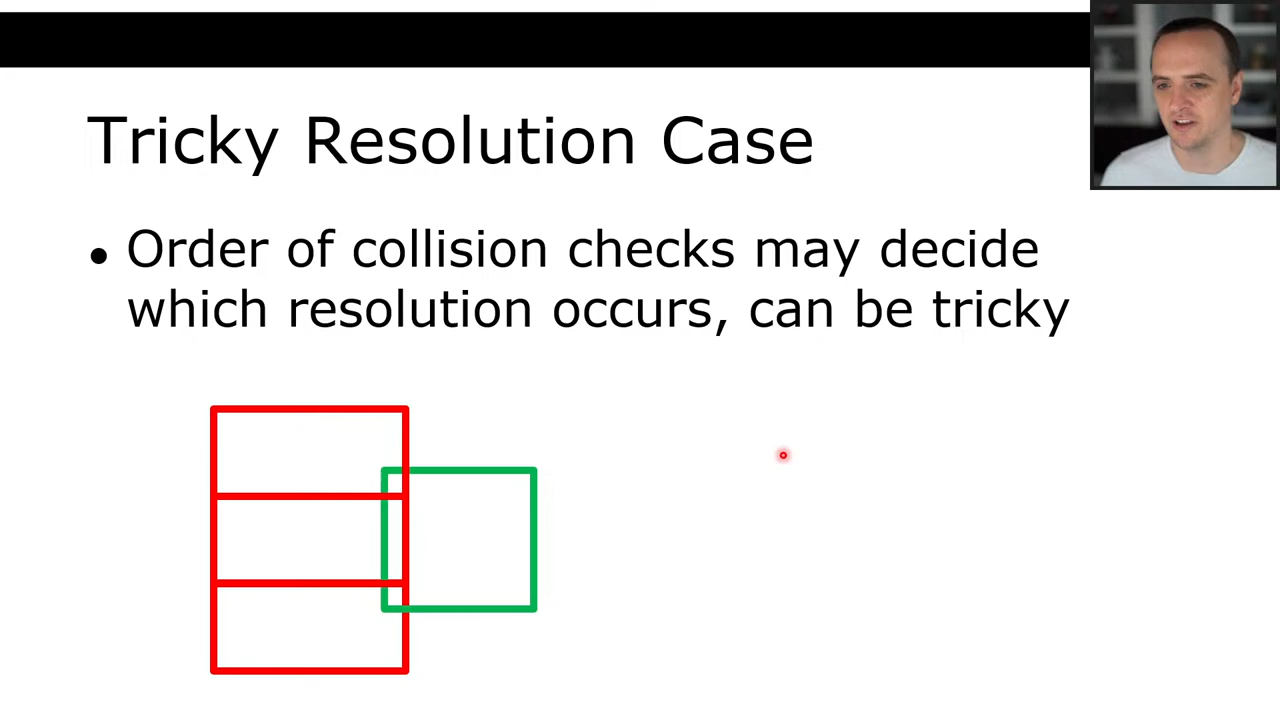 Tricky Resolution Case
• Order of collision checks may decide
which resolution occurs, can be tricky